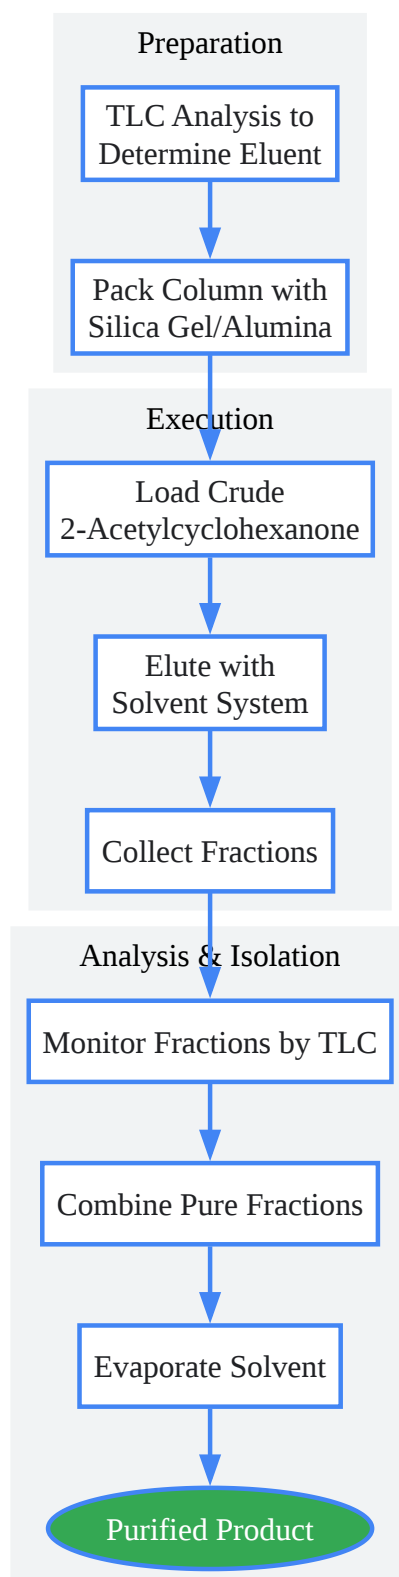 Preparation
TLC Analysis to
Determine Eluent
Pack Column with
Silica Gel/Alumina
Execution
Load Crude
2-Acetylcyclohexanone
Elute with
Solvent System
Collect Fractions
Analysis & Isolation
Monitor Fractions by TLC
Combine Pure Fractions
Evaporate Solvent
Purified Product